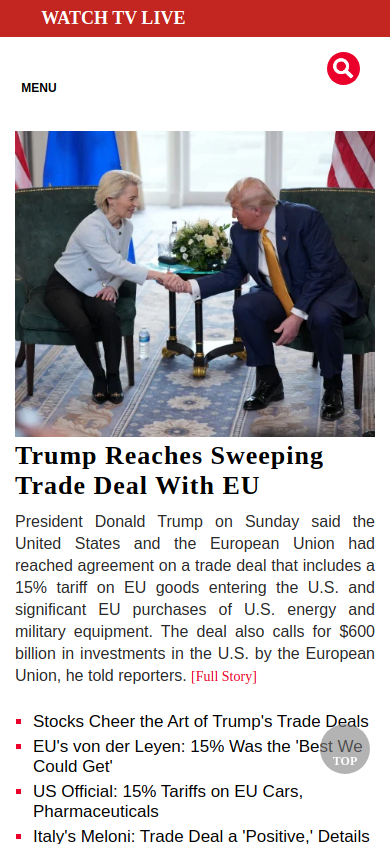 WATCH TV LIVE
MENU
Trump Reaches Sweeping
Trade Deal With EU
President Donald Trump on Sunday said the
United States and the European Union had
reached agreement on a trade deal that includes a
15% tariff on EU goods entering the U.S. and
significant EU purchases of U.S. energy and
military equipment. The deal also calls for $600
billion in investments in the U.S. by the European
Union, he told reporters. [Full Story]
Stocks Cheer the Art of Trump's Trade Deals
EU's von der Leyen: 15% Was the 'Best We
Could Get'
TOP
US Official: 15% Tariffs on EU Cars,
Pharmaceuticals
Italy's Meloni: Trade Deal a 'Positive,' Details